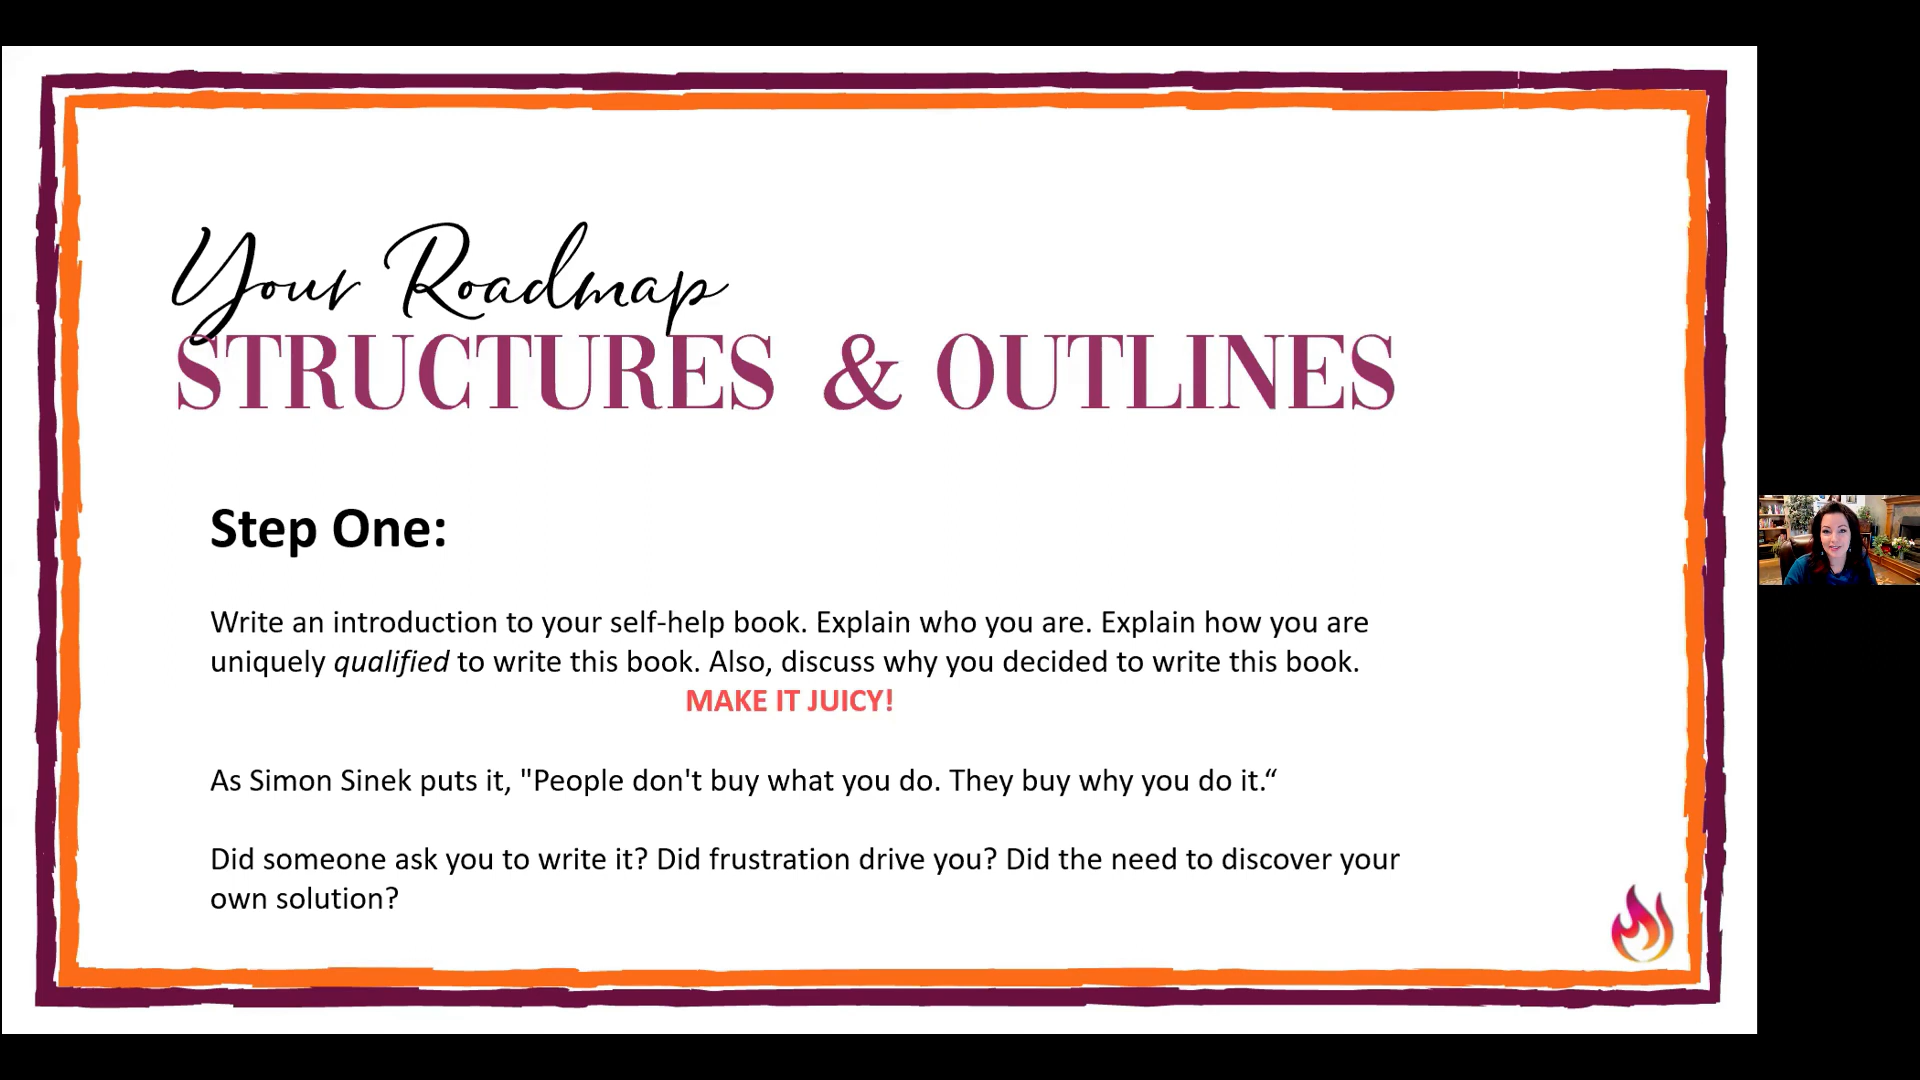 Your Roadmap
STRUCTURES & OUTLINES
Step One:
Write an introduction to your self-help book. Explain who you are. Explain how you are
uniquely qualified to write this book. Also, discuss why you decided to write this book.
MAKE IT JUICY!
As Simon Sinek puts it, "People don't buy what you do. They buy why you do it.“
Did someone ask you to write it? Did frustration drive you? Did the need to discover your
own solution?